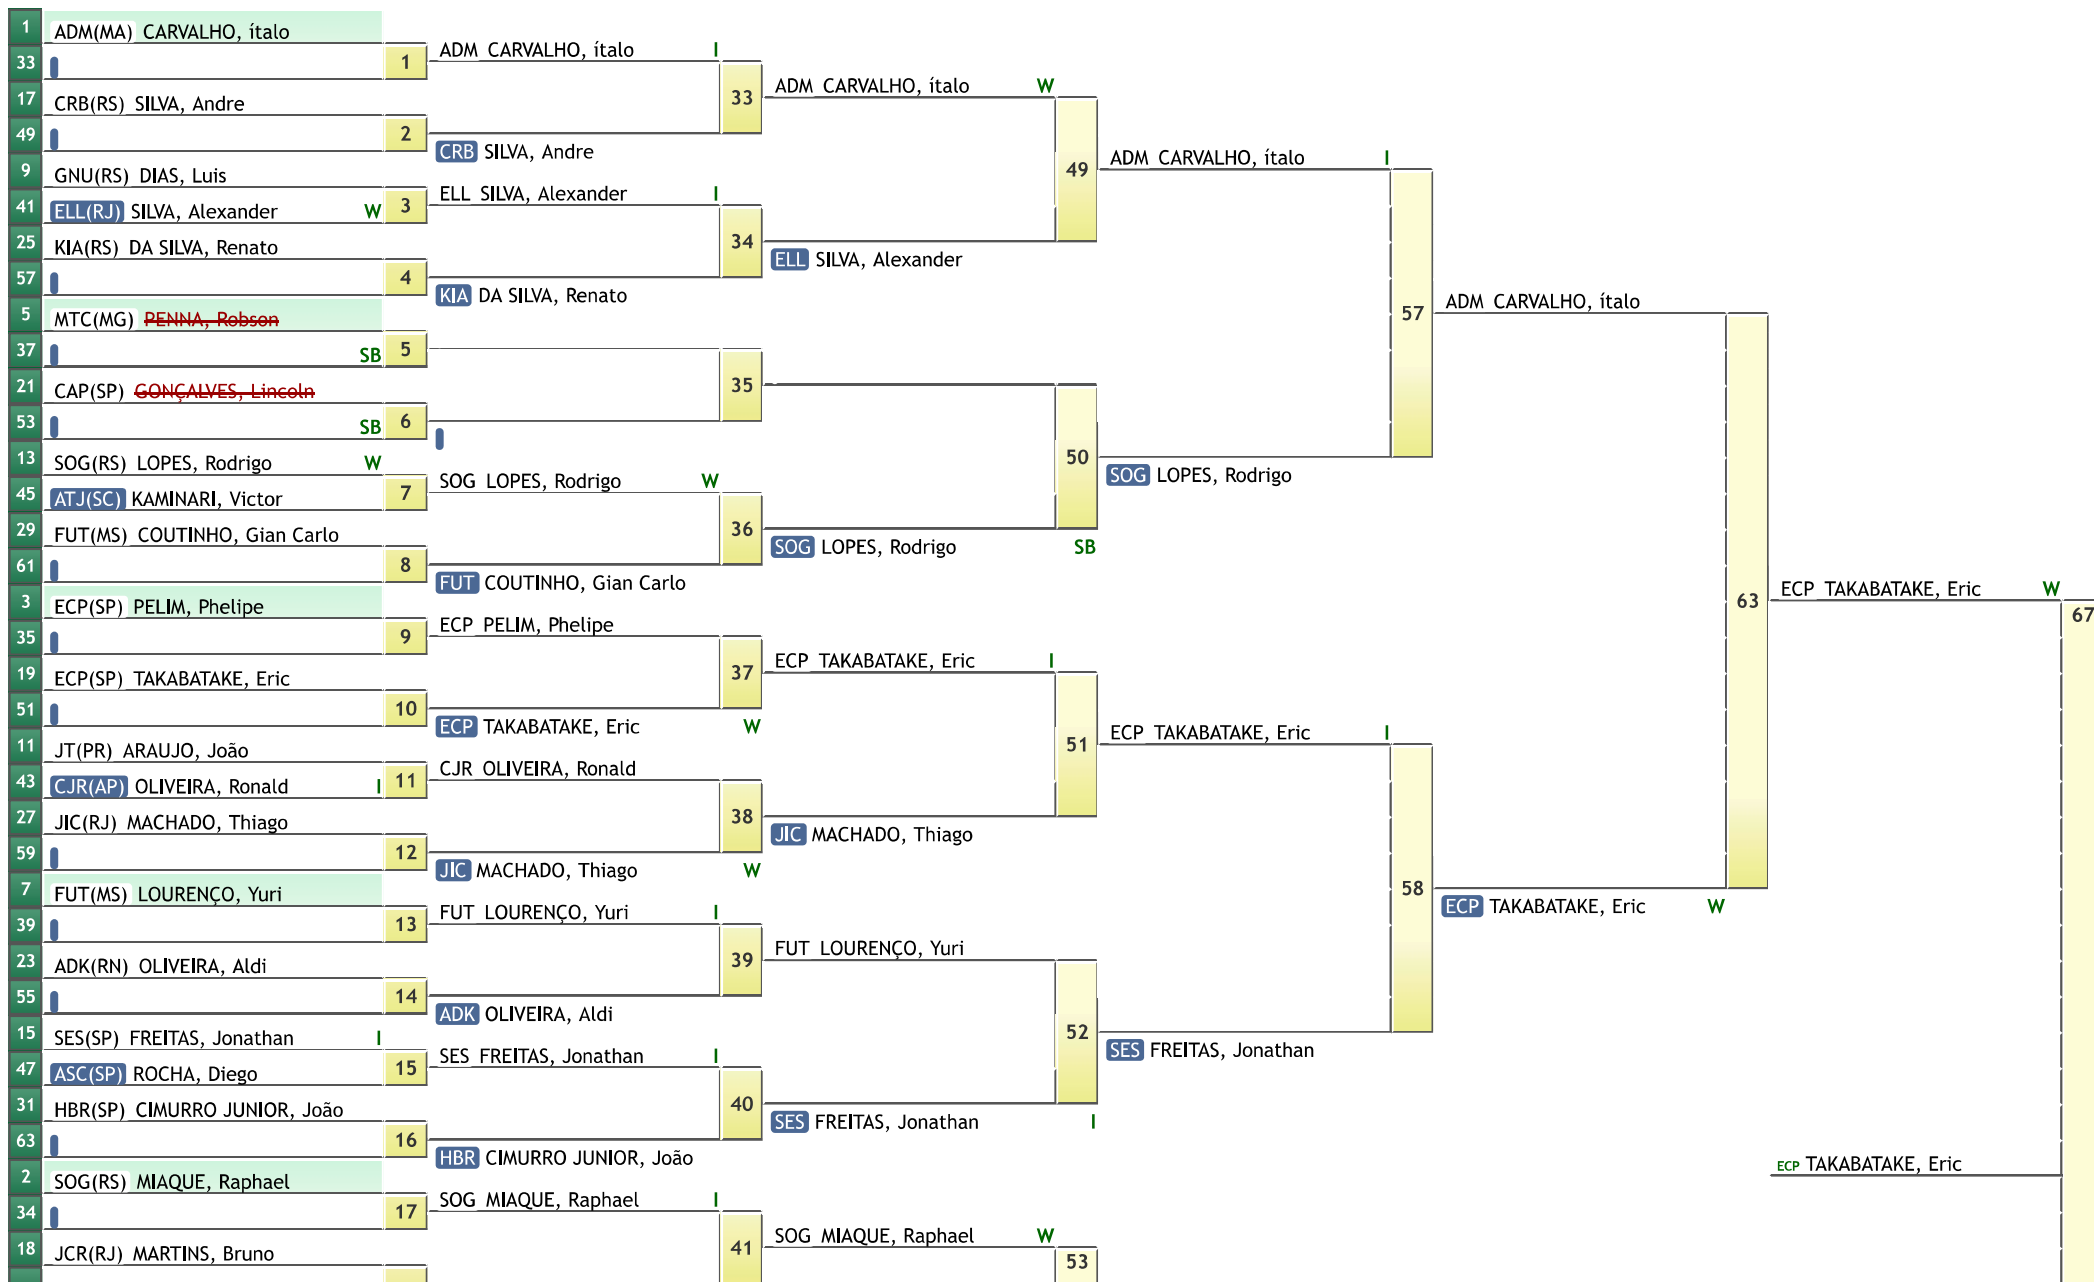 1 ADM(MA) CARVALHO, ítalo
ADM CARVALHO, ítalo I
33 1
ADM CARVALHO, ítalo W
17 CRB(RS) SILVA, Andre 33
49 2
CRB SILVA, Andre
ADM CARVALHO, ítalo I
9 GNU(RS) DIAS, Luis 49
ELL SILVA, Alexander I
41 ELL(RJ) SILVA, Alexander W 3
25 KIA(RS) DA SILVA, Renato 34
ELL SILVA, Alexander
57 4
KIA DA SILVA, Renato
ADM CARVALHO, ítalo
5 MTC(MG) PENNA, Robson 57
37 SB 5
21 CAP(SP) GONÇALVES, Lincoln 35
53 SB 6
13 SOG(RS) LOPES, Rodrigo W 50
SOG LOPES, Rodrigo
SOG LOPES, Rodrigo W
45 ATJ(SC) KAMINARI, Victor 7
29 FUT(MS) COUTINHO, Gian Carlo 36
SOG LOPES, Rodrigo SB
61 8
FUT COUTINHO, Gian Carlo
ECP TAKABATAKE, Eric W
3 ECP(SP) PELIM, Phelipe 63 67
ECP PELIM, Phelipe
35 9
ECP TAKABATAKE, Eric I
19 ECP(SP) TAKABATAKE, Eric 37
51 10
ECP TAKABATAKE, Eric W
ECP TAKABATAKE, Eric I
11 JT(PR) ARAUJO, João 51
CJR OLIVEIRA, Ronald
43 CJR(AP) OLIVEIRA, Ronald I 11
27 JIC(RJ) MACHADO, Thiago 38
JIC MACHADO, Thiago
59 12
JIC MACHADO, Thiago W
7 FUT(MS) LOURENÇO, Yuri 58
ECP TAKABATAKE, Eric W
FUT LOURENÇO, Yuri I
39 13
FUT LOURENÇO, Yuri
23 ADK(RN) OLIVEIRA, Aldi 39
55 14
ADK OLIVEIRA, Aldi
15 SES(SP) FREITAS, Jonathan I 52
SES FREITAS, Jonathan
SES FREITAS, Jonathan I
47 ASC(SP) ROCHA, Diego 15
31 HBR(SP) CIMURRO JUNIOR, João 40
SES FREITAS, Jonathan I
63 16
HBR CIMURRO JUNIOR, João
ECP TAKABATAKE, Eric
2 SOG(RS) MIAQUE, Raphael
SOG MIAQUE, Raphael I
34 17
SOG MIAQUE, Raphael W
18 JCR(RJ) MARTINS, Bruno 41
53